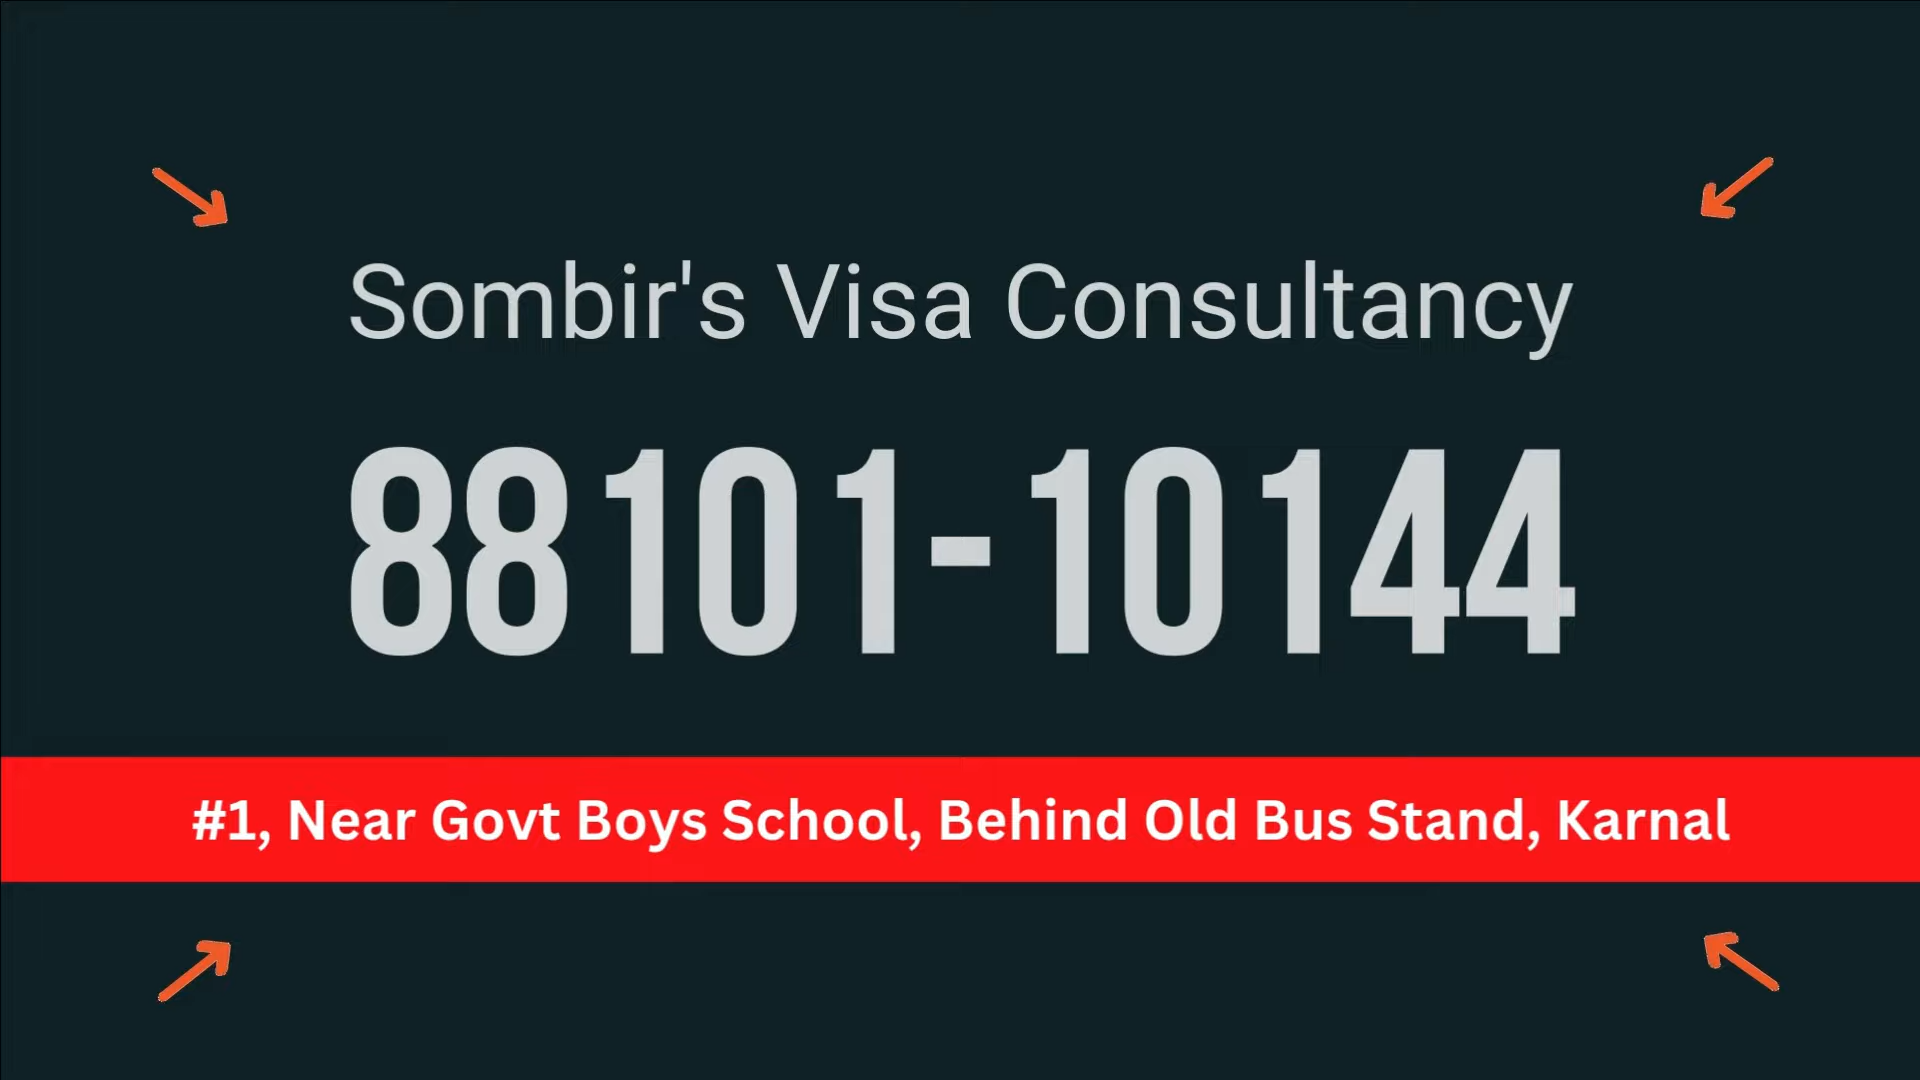 Sombir's Visa Consultancy
88101-10144
#1, Near Govt Boys School, Behind Old Bus Stand, Karnal